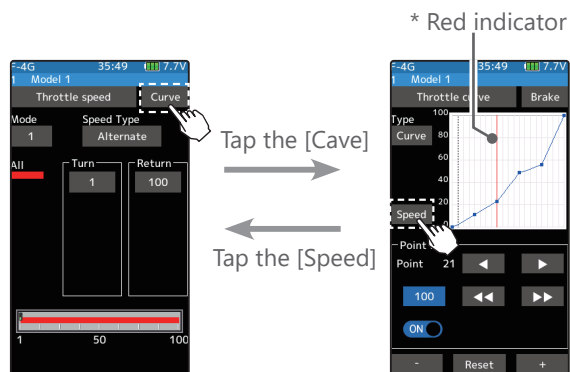 * Red indicator
F-4G 35:49 7.7V
1 Model 1
Throttle speed Curve
Mode Speed Type
1 Alternate
All Turn Return
1 100
1 50 100
Tap the [Cave]
Tap the [Speed]
F-4G 35:49 7.7V
1 Model 1
Throttle curve Brake
Type
Curve
100
80
60
40
20
0
Speed
Point
Point 21
100
ON
- Reset +